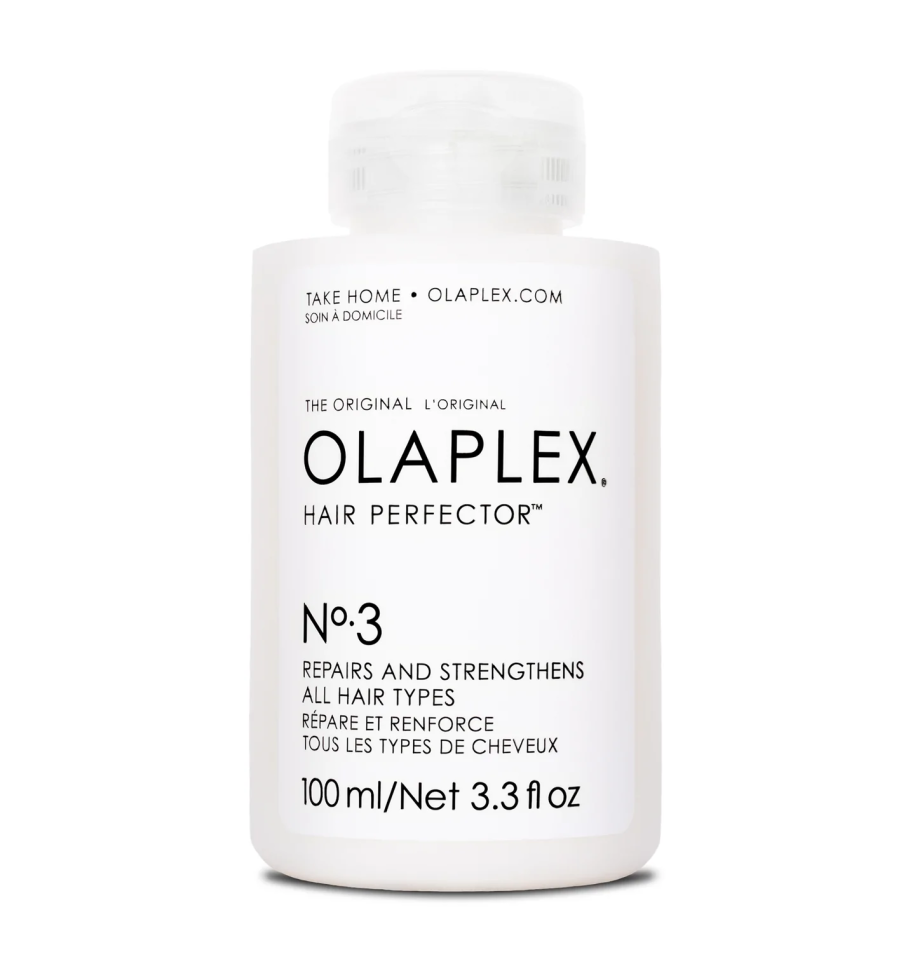 TAKE HOME • OLAPLEX.COM
SOIN À DOMICILE
THE ORIGINAL L'ORIGINAL
OLAPLEX®
HAIR PERFECTOR™
Nº.3
REPAIRS AND STRENGTHENS
ALL HAIR TYPES
RÉPARE ET RENFORCE
TOUS LES TYPES DE CHEVEUX
100 ml/Net 3.3 fl oz